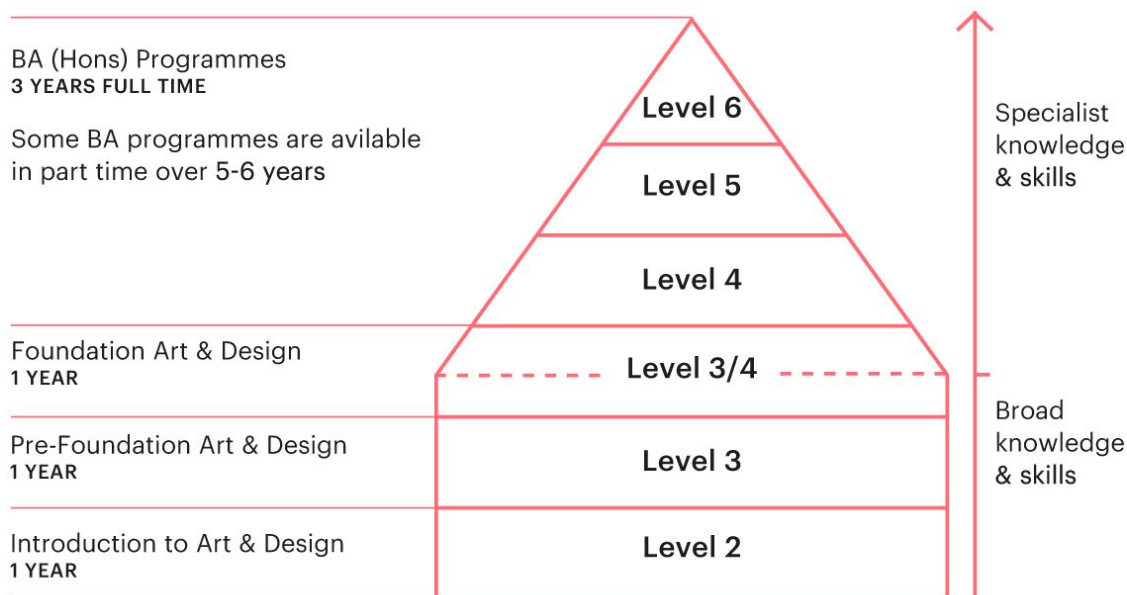 BA (Hons) Programmes
3 YEARS FULL TIME
Some BA programmes are avilable
in part time over 5-6 years
Level 6
Level 5
Level 4
Specialist
knowledge
& skills
Foundation Art & Design
1 YEAR
Level 3/4
Pre-Foundation Art & Design
1 YEAR
Level 3
Broad
knowledge
& skills
Introduction to Art & Design
1 YEAR
Level 2